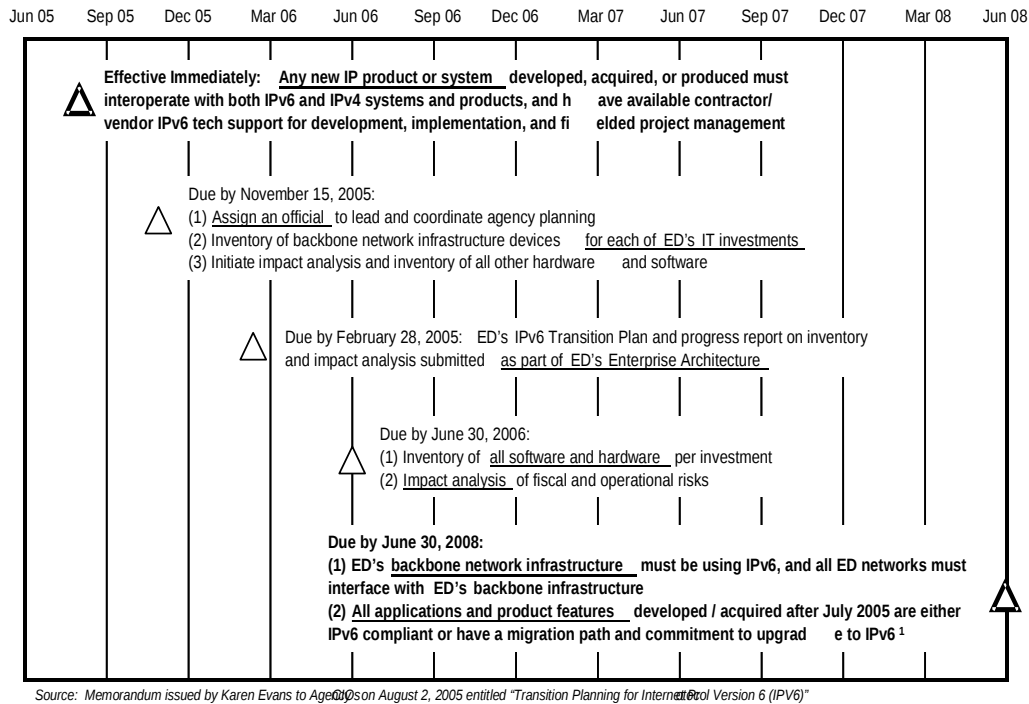 Jun 05 Sep 05 Dec 05 Mar 06 Jun 06 Sep 06 Dec 06 Mar 07 Jun 07 Sep 07 Dec 07 Mar 08 Jun 08
Effective Immediately: Any new IP product or system developed, acquired, or produced must
interoperate with both IPv6 and IPv4 systems and products, and h ave available contractor/
vendor IPv6 tech support for development, implementation, and fi elded project management
Due by November 15, 2005:
(1) Assign an official to lead and coordinate agency planning
(2) Inventory of backbone network infrastructure devices for each of ED's IT investments
(3) Initiate impact analysis and inventory of all other hardware and software
Due by February 28, 2005: ED's IPv6 Transition Plan and progress report on inventory
and impact analysis submitted as part of ED's Enterprise Architecture
Due by June 30, 2006:
(1) Inventory of all software and hardware per investment
(2) Impact analysis of fiscal and operational risks
Due by June 30, 2008:
(1) ED's backbone network infrastructure must be using IPv6, and all ED networks must
interface with ED's backbone infrastructure
(2) All applications and product features developed / acquired after July 2005 are either
IPv6 compliant or have a migration path and commitment to upgrad e to IPv6 1
Source: Memorandum issued by Karen Evans to Agency CIOs on August 2, 2005 entitled "Transition Planning for Internet Version 6 (IPV6)"